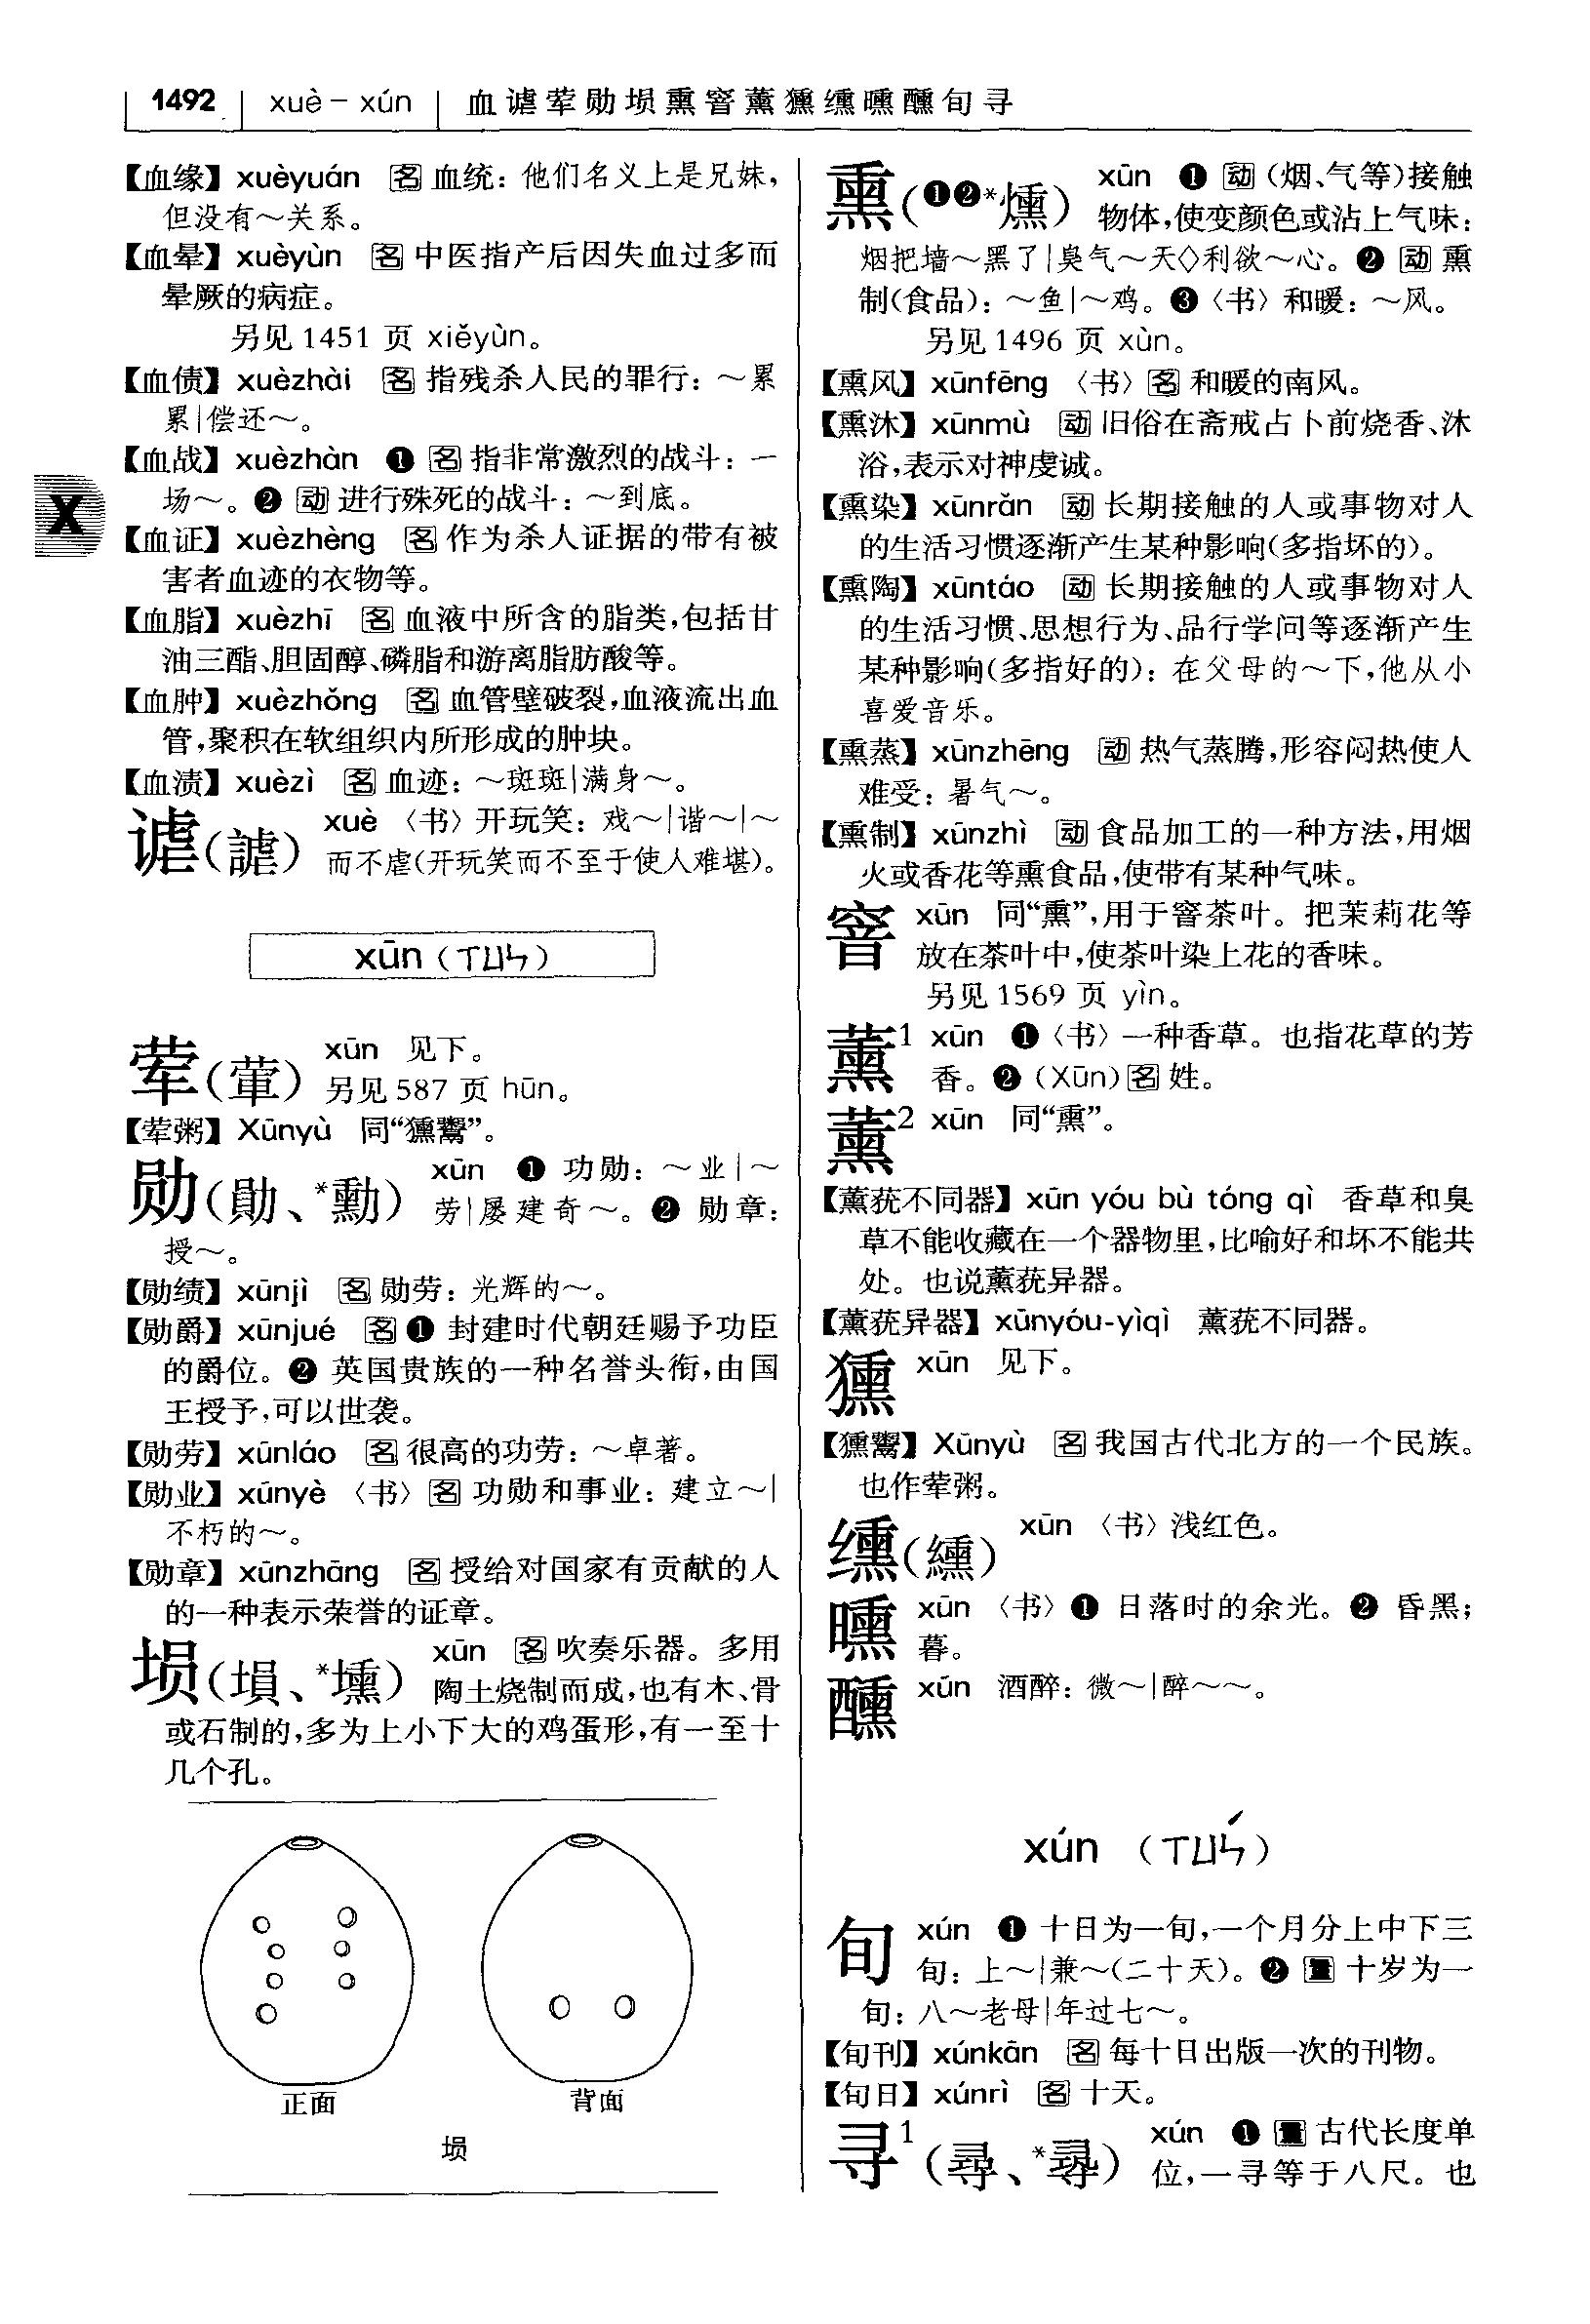 1492 xuè－xún 血谑荤勋埙熏窨薰獯𫄸曛醺旬寻
【血缘】 xuèyuán 名 血统：他们名义上是兄妹，
但没有～关系。
【血晕】 xuèyùn 名 中医指产后因失血过多而
晕厥的病症。
另见1451 页 xiěyùn。
【血债】 xuèzhài 名 指残杀人民的罪行：～累
累|偿还～。
【血战】 xuèzhàn ❶ 名 指非常激烈的战斗：一
场～。❷ 动 进行殊死的战斗：～到底。
【血证】 xuèzhèng 名 作为杀人证据的带有被
害者血迹的衣物等。
【血脂】 xuèzhī 名 血液中所含的脂类，包括甘
油三酯、胆固醇、磷脂和游离脂肪酸等。
【血肿】 xuèzhǒng 名 血管壁破裂，血液流出血
管，聚积在软组织内所形成的肿块。
【血渍】 xuèzì 名 血迹：～斑斑|满身～。
谑（謔） xuè 〈书〉开玩笑：戏～|谐～|～
而不虐（开玩笑而不至于使人难堪）。
xūn（ㄒㄩㄣ）
荤（葷） xūn 见下。
另见587 页 hūn。
【荤粥】 Xūnyù 同“獯鬻”。
勋（勛、*勳） xūn ❶ 功勋：～业|～
劳|屡建奇～。❷ 勋章：
授～。
【勋绩】 xūnjì 名 勋劳：光辉的～。
【勋爵】 xūnjué 名 ❶ 封建时代朝廷赐予功臣
的爵位。❷ 英国贵族的一种名誉头衔，由国
王授予，可以世袭。
【勋劳】 xūnláo 名 很高的功劳：～卓著。
【勋业】 xūnyè 〈书〉 名 功勋和事业：建立～|
不朽的～。
【勋章】 xūnzhāng 名 授给对国家有贡献的人
的一种表示荣誉的证章。
埙（塤、*壎） xūn 名 吹奏乐器。多用
陶土烧制而成，也有木、骨
或石制的，多为上小下大的鸡蛋形，有一至十
几个孔。
正面 背面
埙
熏（❶❷*燻） xūn ❶ 动 （烟、气等）接触
物体，使变颜色或沾上气味：
烟把墙～黑了|臭气～天◇利欲～心。❷ 动 熏
制（食品）：～鱼|～鸡。❸〈书〉和暖：～风。
另见1496 页 xùn。
【熏风】 xūnfēng 〈书〉 名 和暖的南风。
【熏沐】 xūnmù 动 旧俗在斋戒占卜前烧香、沐
浴，表示对神虔诚。
【熏染】 xūnrǎn 动 长期接触的人或事物对人
的生活习惯逐渐产生某种影响（多指坏的）。
【熏陶】 xūntáo 动 长期接触的人或事物对人
的生活习惯、思想行为、品行学问等逐渐产生
某种影响（多指好的）：在父母的～下，他从小
喜爱音乐。
【熏蒸】 xūnzhēng 动 热气蒸腾，形容闷热使人
难受：暑气～。
【熏制】 xūnzhì 动 食品加工的一种方法，用烟
火或香花等熏食品，使带有某种气味。
窨 xūn 同“熏”，用于窨茶叶。把茉莉花等
放在茶叶中，使茶叶染上花的香味。
另见1569 页 yìn。
薰1 xūn ❶〈书〉一种香草。也指花草的芳
香。❷（Xūn） 名 姓。
薰2 xūn 同“熏”。
【薰莸不同器】 xūn yóu bù tóng qì 香草和臭
草不能收藏在一个器物里，比喻好和坏不能共
处。也说薰莸异器。
【薰莸异器】 xūnyóu-yìqì 薰莸不同器。
獯 xūn 见下。
【獯鬻】 Xūnyù 名 我国古代北方的一个民族。
也作荤粥。
𫄸（纁） xūn 〈书〉浅红色。
曛 xūn 〈书〉❶ 日落时的余光。❷ 昏黑；
暮。
醺 xūn 酒醉：微～|醉～～。
xún （ㄒㄩㄣˊ）
旬 xún ❶ 十日为一旬，一个月分上中下三
旬：上～|兼～（二十天）。❷ 量 十岁为一
旬：八～老母|年过七～。
【旬刊】 xúnkān 名 每十日出版一次的刊物。
【旬日】 xúnrì 名 十天。
寻1（尋、*㝷） xún ❶ 量 古代长度单
位，一寻等于八尺。也
X